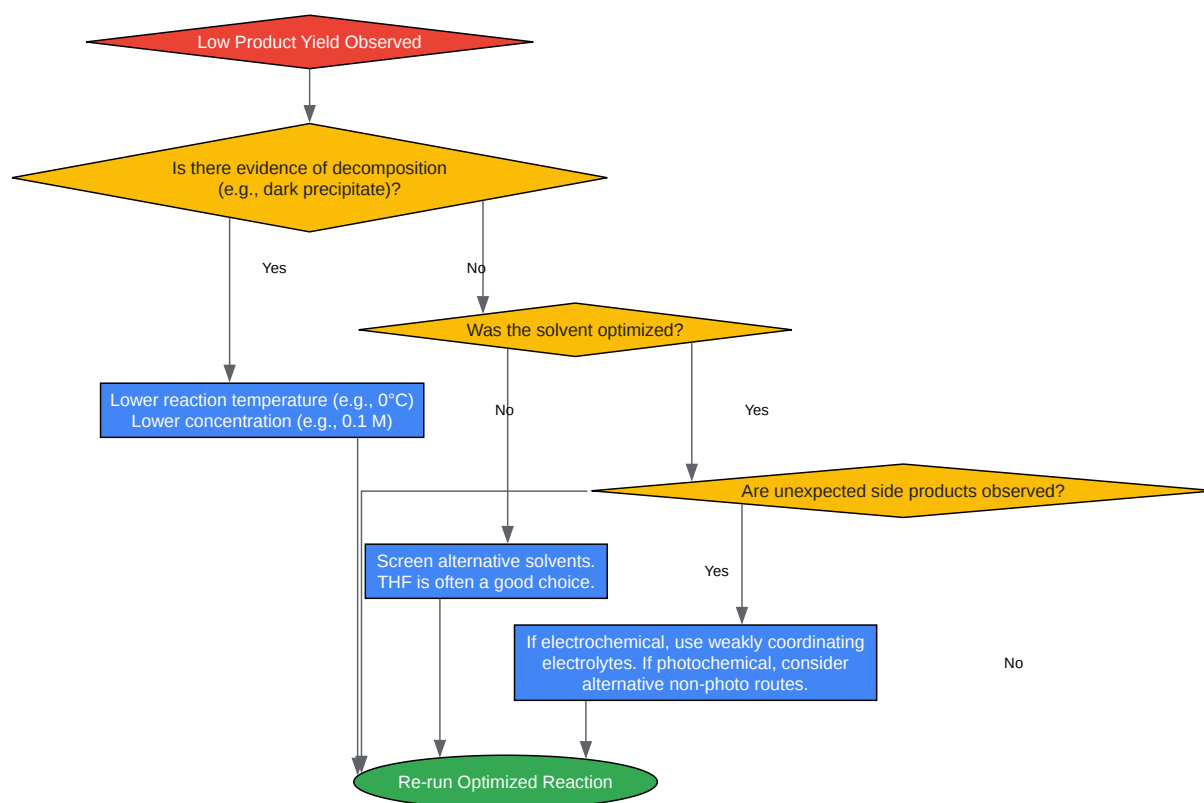 Low Product Yield Observed
Is there evidence of decomposition
(e.g., dark precipitate)?
Yes
No
Was the solvent optimized?
Lower reaction temperature (e.g., 0°C)
Lower concentration (e.g., 0.1 M)
No
Yes
Are unexpected side products observed?
Screen alternative solvents.
THF is often a good choice.
Yes
If electrochemical, use weakly coordinating
electrolytes. If photochemical, consider
alternative non-photo routes.
No
Re-run Optimized Reaction